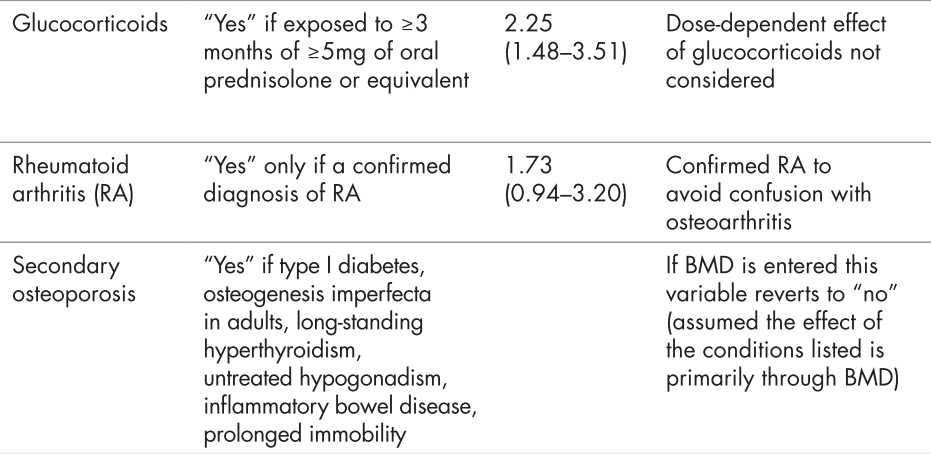 Glucocorticoids
“Yes” if exposed to ≥3
months of ≥5mg of oral
prednisolone or equivalent
2.25
(1.48–3.51)
Dose-dependent effect
of glucocorticoids not
considered
Rheumatoid
arthritis (RA)
“Yes” only if a confirmed
diagnosis of RA
1.73
(0.94–3.20)
Confirmed RA to
avoid confusion with
osteoarthritis
Secondary
osteoporosis
“Yes” if type I diabetes,
osteogenesis imperfecta
in adults, long-standing
hyperthyroidism,
untreated hypogonadism,
inflammatory bowel disease,
prolonged immobility
If BMD is entered this
variable reverts to “no”
(assumed the effect of
the conditions listed is
primarily through BMD)